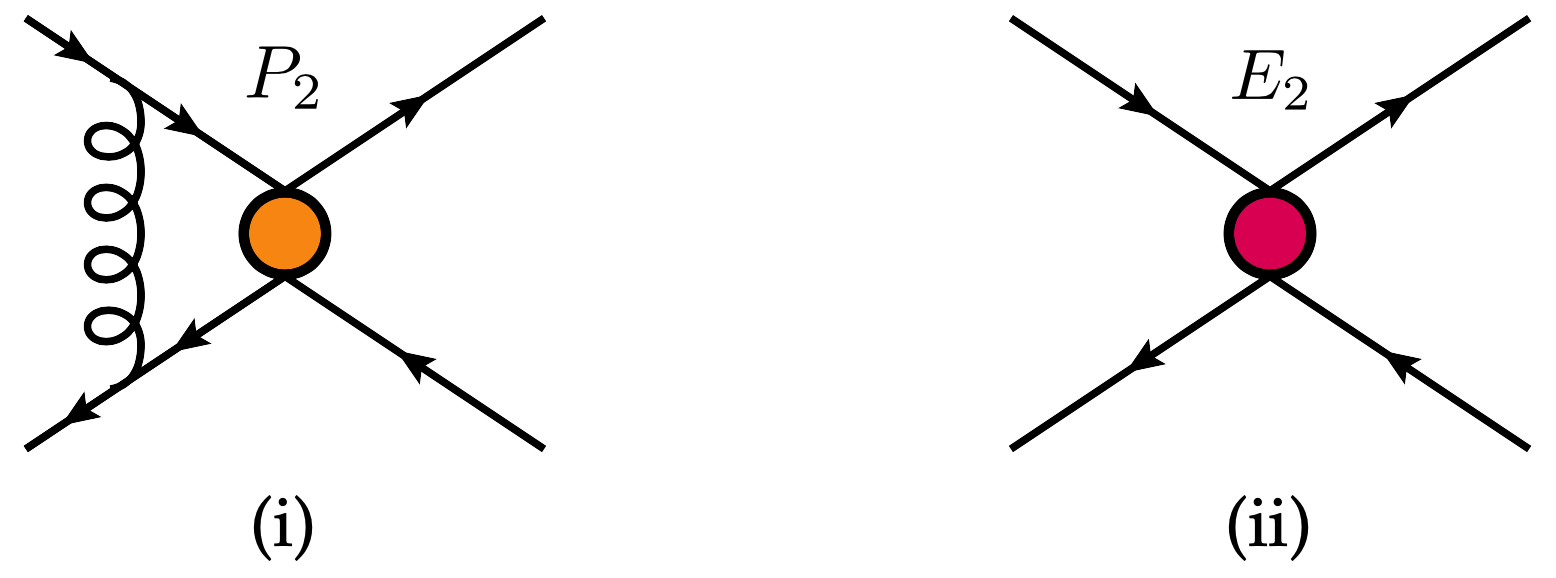 P₂
E₂
(i)
(ii)